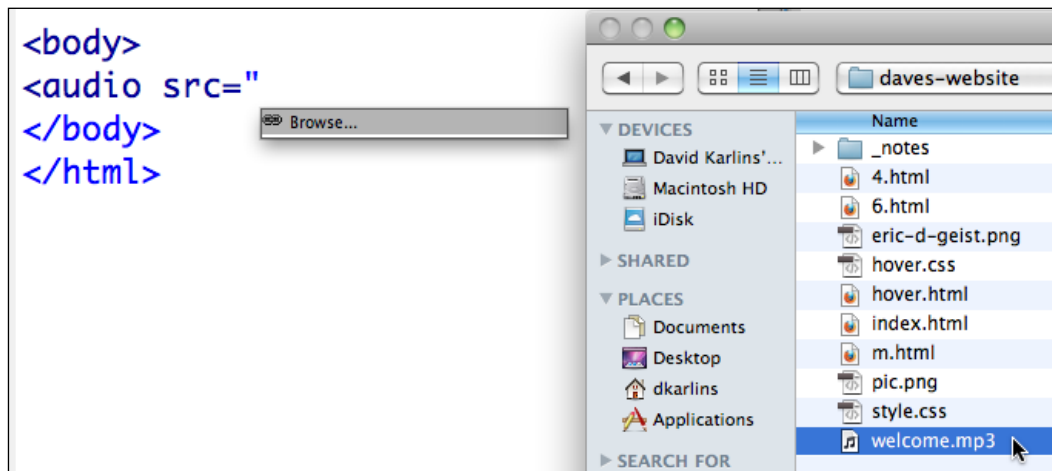 <body>
<audio src="
Browse...
</body>
</html>
daves-website
DEVICES
David Karlins'...
Macintosh HD
iDisk
SHARED
PLACES
Documents
Desktop
dkarlins
Applications
SEARCH FOR
Name
_notes
4.html
6.html
eric-d-geist.png
hover.css
hover.html
index.html
m.html
pic.png
style.css
welcome.mp3